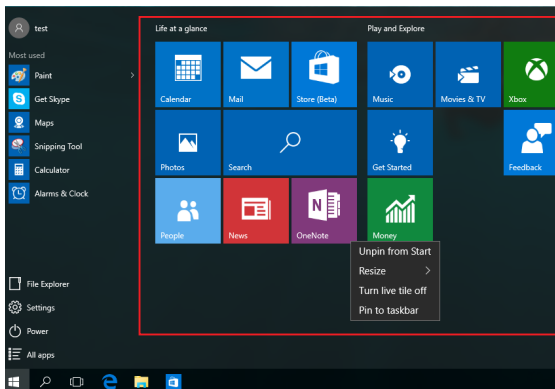 test
Most used
Paint
Get Skype
Maps
Snipping Tool
Calculator
Alarms & Clock
File Explorer
Settings
Power
All apps
Life at a glance
Play and Explore
Calendar
Mail
Store (Beta)
Music
Movies & TV
Xbox
Photos
Search
Get Started
Feedback
People
News
OneNote
Money
Unpin from Start
Resize
Turn live tile off
Pin to taskbar